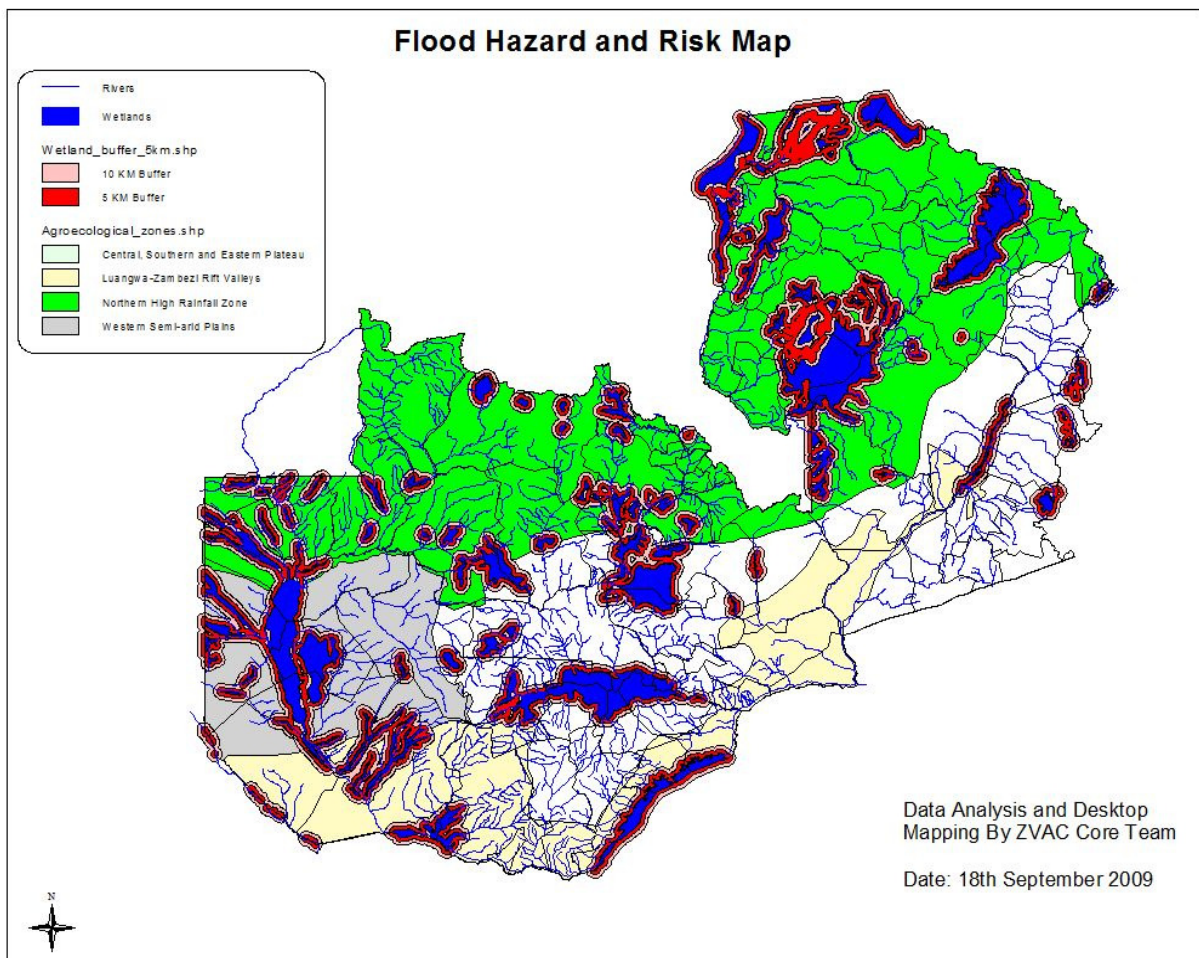 Flood Hazard and Risk Map
Rivers
Wetlands
Wetland_buffer_5km.shp
10 KM Buffer
5 KM Buffer
Agroecological_zones.shp
Central, Southern and Eastern Plateau
Luangwa-Zambezi Rift Valleys
Northern High Rainfall Zone
Western Semi-arid Plains
Data Analysis and Desktop
Mapping By ZVAC Core Team
Date: 18th September 2009
N